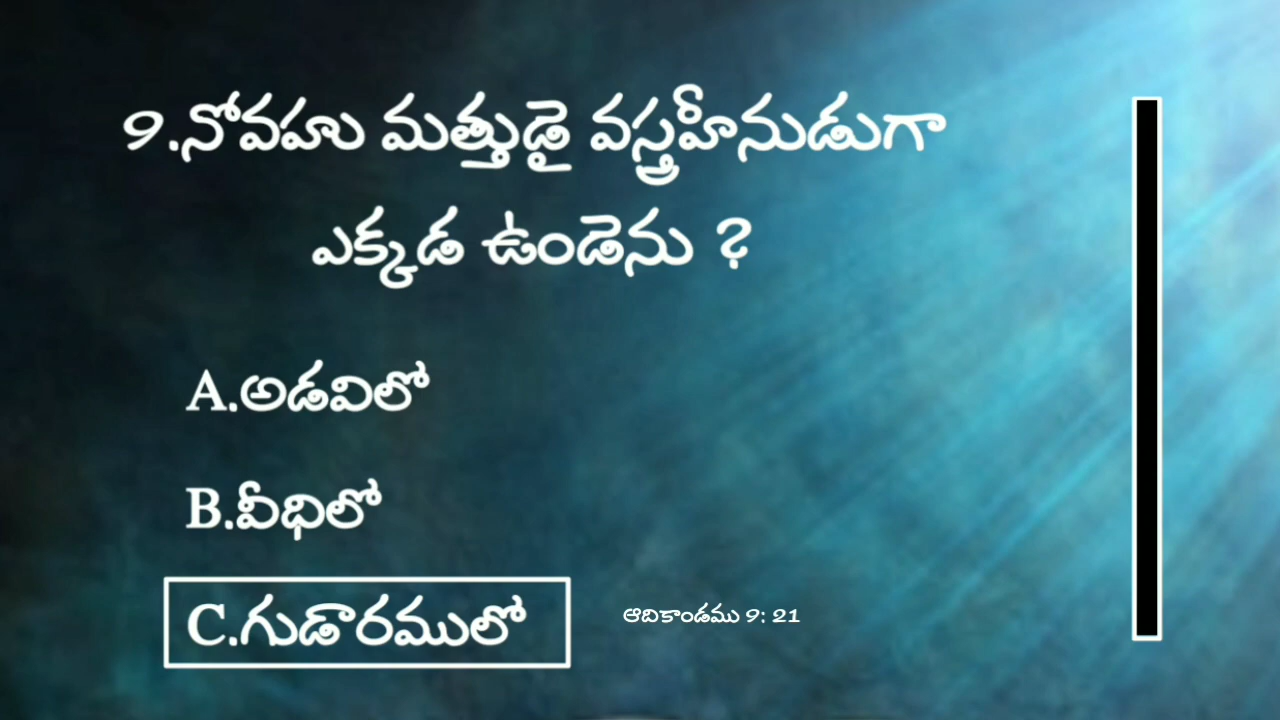 9.నోవహు మత్తుడై వస్త్రహీనుడుగా
ఎక్కడ ఉండెను ?
A.అడవిలో
B.వీధిలో
C.గుడారములో
ఆదికాండము 9: 21